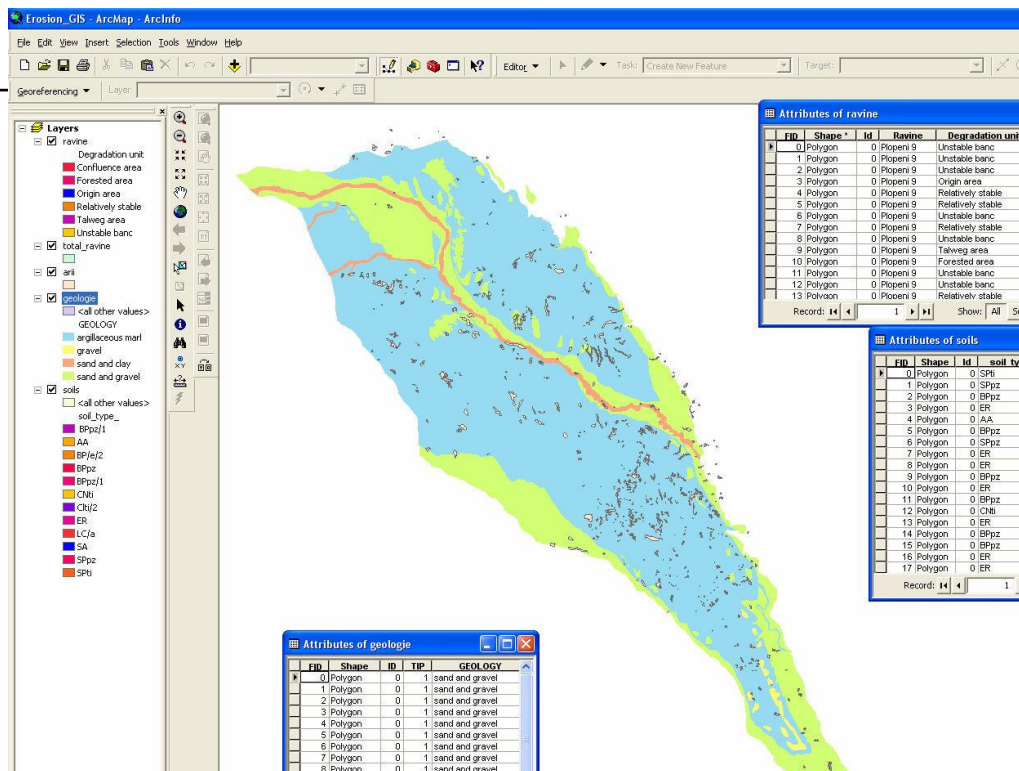 Erosion_GIS - ArcMap - ArcInfo
File Edit View Insert Selection Tools Window Help
Editor Task: Create New Feature Target:
Georeferencing Layer:
Layers
ravine
Degradation unit
Confluence area
Forested area
Origin area
Relatively stable
Talweg area
Unstable banc
total_ravine
arii
geologie
<all other values>
GEOLOGY
argillaceous marl
gravel
sand and clay
sand and gravel
soils
<all other values>
soil_type_
BPpz/1
AA
BP/e/2
BPpz
BPpz/1
CNti
Clti/2
ER
LC/a
SA
SPpz
SPti
Attributes of ravine
FID Shape * Id Ravine Degradation unit
0 Polygon 0 Plopeni 9 Unstable banc
1 Polygon 0 Plopeni 9 Unstable banc
2 Polygon 0 Plopeni 9 Unstable banc
3 Polygon 0 Plopeni 9 Origin area
4 Polygon 0 Plopeni 9 Relatively stable
5 Polygon 0 Plopeni 9 Relatively stable
6 Polygon 0 Plopeni 9 Unstable banc
7 Polygon 0 Plopeni 9 Relatively stable
8 Polygon 0 Plopeni 9 Unstable banc
9 Polygon 0 Plopeni 9 Talweg area
10 Polygon 0 Plopeni 9 Forested area
11 Polygon 0 Plopeni 9 Unstable banc
12 Polygon 0 Plopeni 9 Unstable banc
13 Polygon 0 Plopeni 9 Relatively stable
Record: 1 Show: All Se
Attributes of soils
FID Shape Id soil_ty
0 Polygon 0 SPti
1 Polygon 0 SPpz
2 Polygon 0 BPpz
3 Polygon 0 ER
4 Polygon 0 AA
5 Polygon 0 BPpz
6 Polygon 0 SPpz
7 Polygon 0 ER
8 Polygon 0 ER
9 Polygon 0 BPpz
10 Polygon 0 ER
11 Polygon 0 BPpz
12 Polygon 0 CNti
13 Polygon 0 ER
14 Polygon 0 BPpz
15 Polygon 0 BPpz
16 Polygon 0 ER
17 Polygon 0 ER
Record: 1
Attributes of geologie
FID Shape ID TIP GEOLOGY
0 Polygon 0 1 sand and gravel
1 Polygon 0 1 sand and gravel
2 Polygon 0 1 sand and gravel
3 Polygon 0 1 sand and gravel
4 Polygon 0 1 sand and gravel
5 Polygon 0 1 sand and gravel
6 Polygon 0 1 sand and gravel
7 Polygon 0 1 sand and gravel
8 Polygon 0 1 sand and gravel